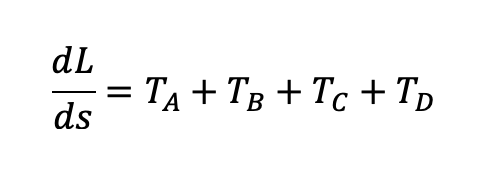 dL/ds = T_A + T_B + T_C + T_D